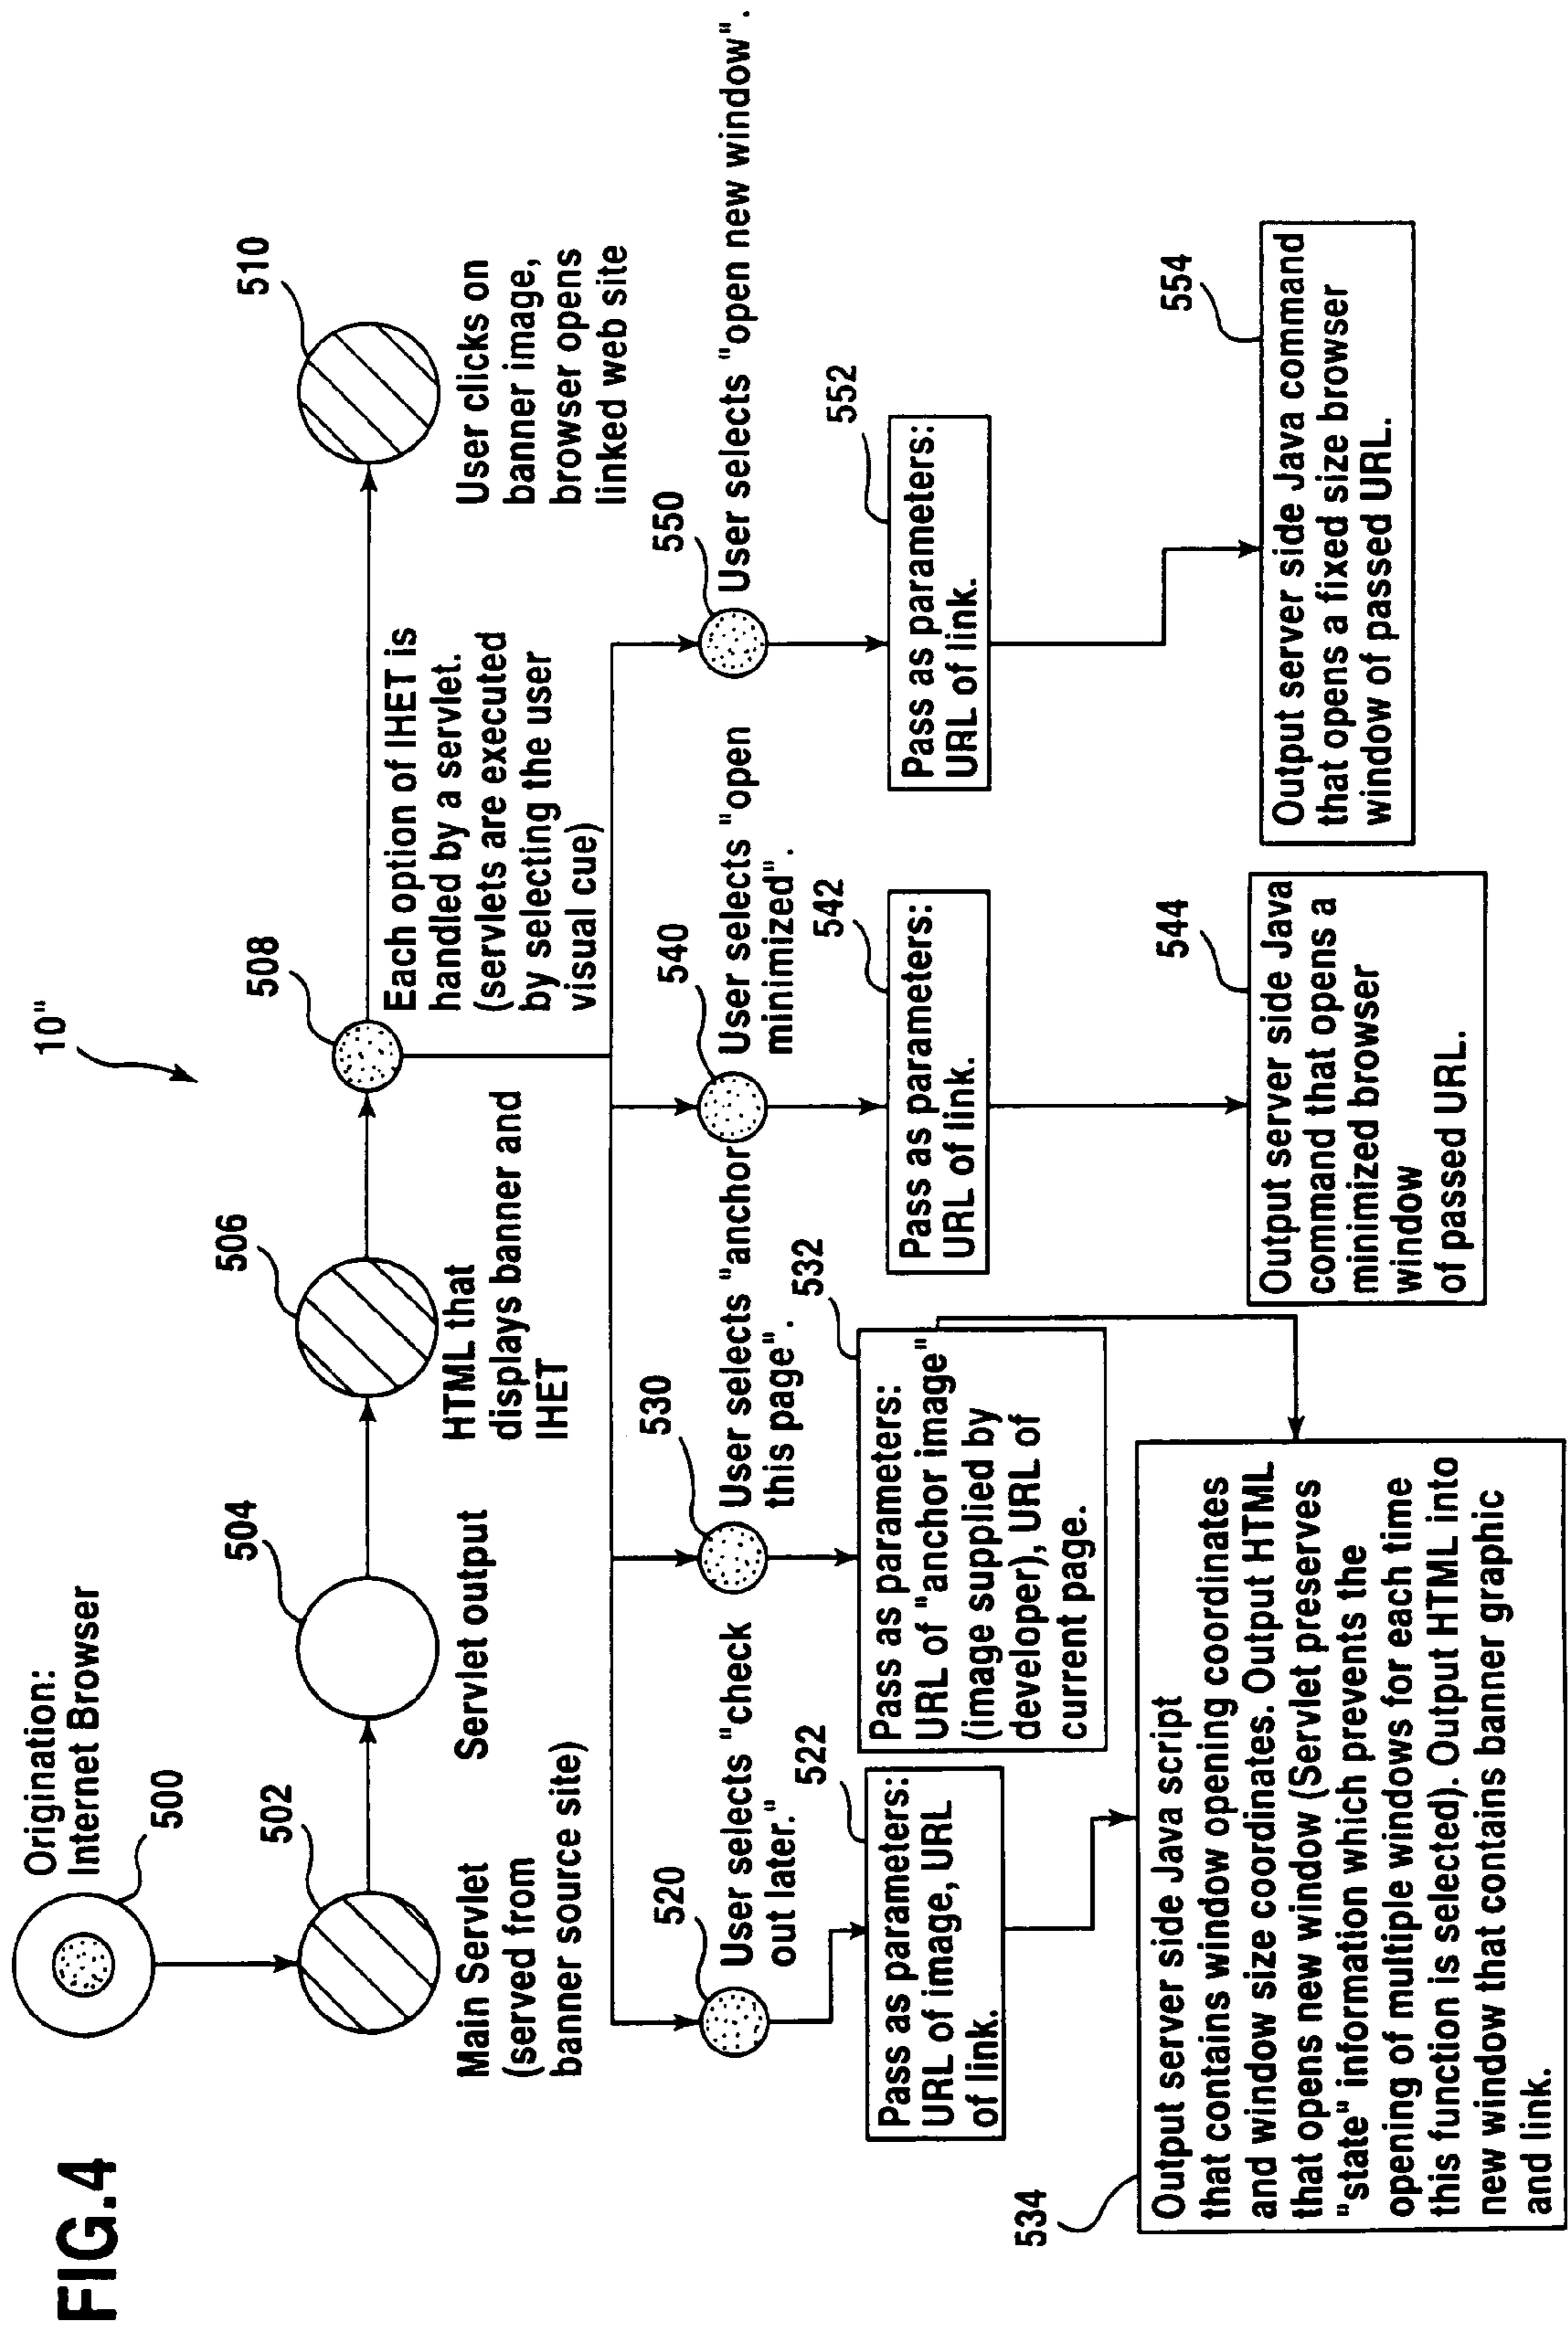 FIG.4
10"
Origination:
Internet Browser
500
502
Main Servlet
(served from
banner source site)
504
Servlet output
506
HTML that
displays banner and
IHET
508
Each option of IHET is
handled by a servlet.
(servlets are executed
by selecting the user
visual cue)
510
User clicks on
banner image,
browser opens
linked web site
520
User selects "check
out later."
530
User selects "anchor
this page".
540
User selects "open
minimized".
550
User selects "open new window".
522
Pass as parameters:
URL of image, URL
of link.
532
Pass as parameters:
URL of "anchor image"
(image supplied by
developer), URL of
current page.
542
Pass as parameters:
URL of link.
552
Pass as parameters:
URL of link.
534
Output server side Java script
that contains window opening coordinates
and window size coordinates. Output HTML
that opens new window (Servlet preserves
"state" information which prevents the
opening of multiple windows for each time
this function is selected). Output HTML into
new window that contains banner graphic
and link.
544
Output server side Java
command that opens a
minimized browser
window
of passed URL.
554
Output server side Java command
that opens a fixed size browser
window of passed URL.